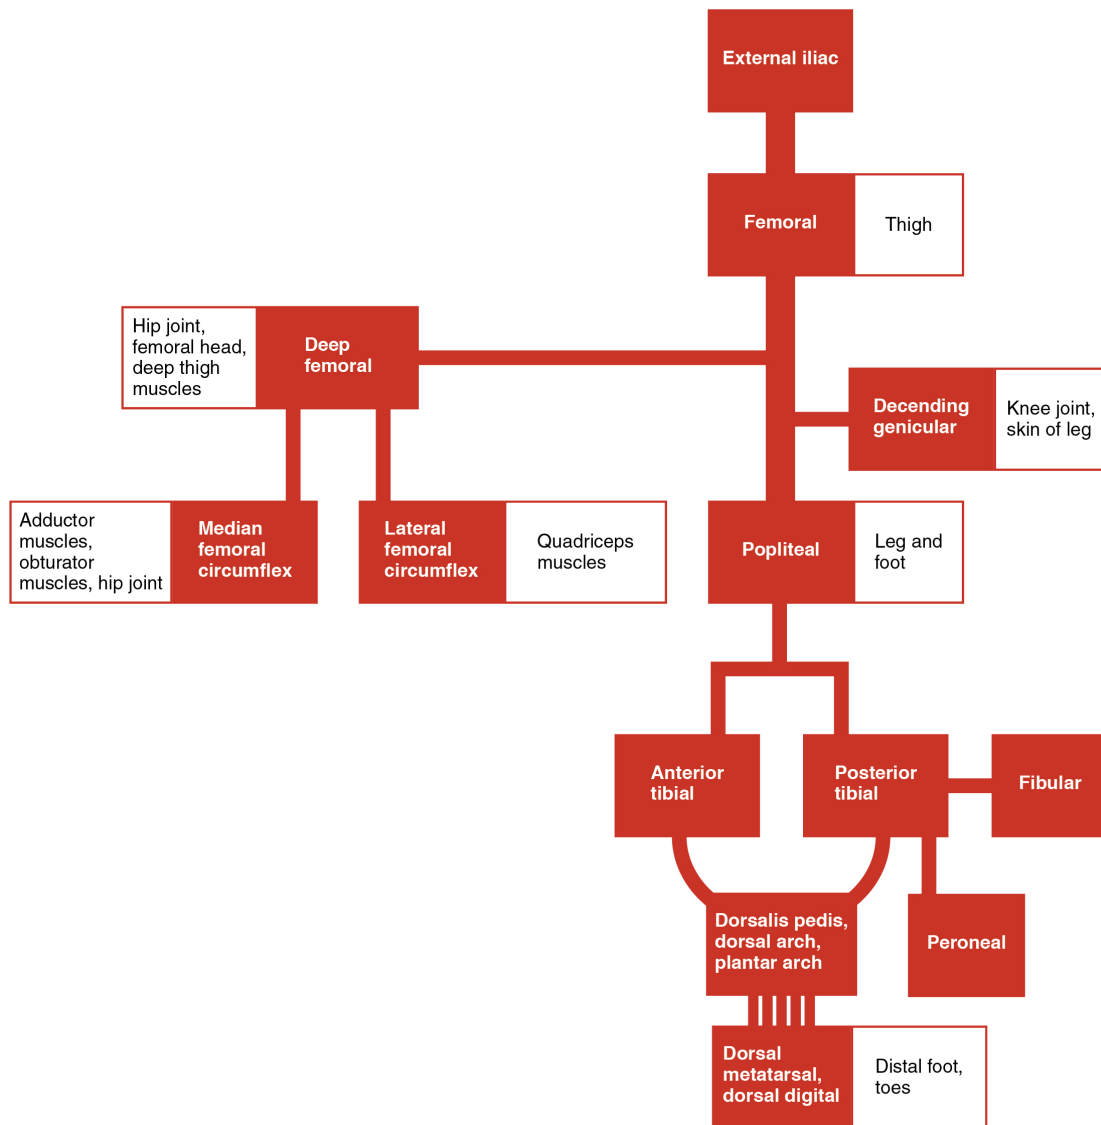 External iliac
Femoral
Thigh
Hip joint,
femoral head,
deep thigh
muscles
Deep
femoral
Decending
genicular
Knee joint,
skin of leg
Adductor
muscles,
obturator
muscles, hip joint
Median
femoral
circumflex
Lateral
femoral
circumflex
Quadriceps
muscles
Popliteal
Leg and
foot
Anterior
tibial
Posterior
tibial
Fibular
Dorsalis pedis,
dorsal arch,
plantar arch
Peroneal
Dorsal
metatarsal,
dorsal digital
Distal foot,
toes